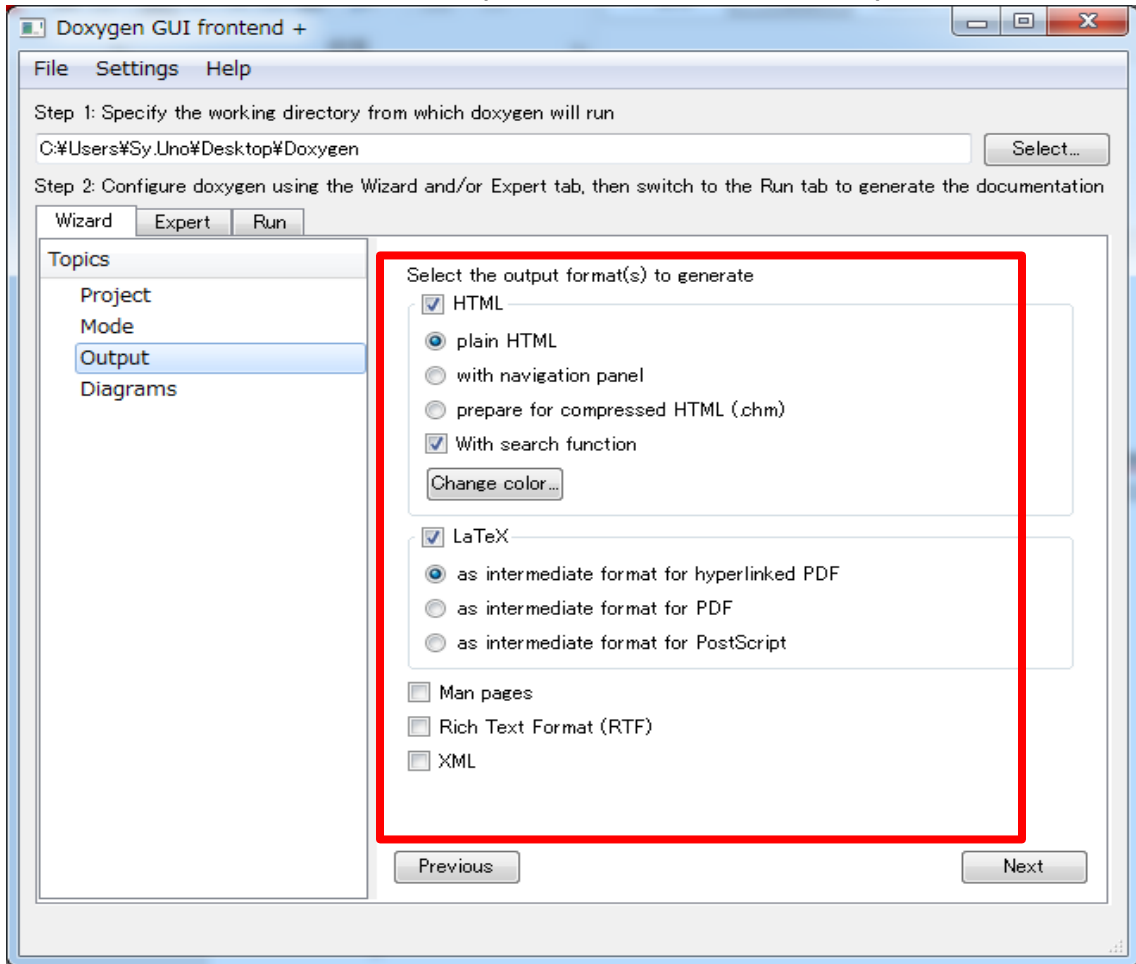 Doxygen GUI frontend +
File Settings Help
Step 1: Specify the working directory from which doxygen will run
C:¥Users¥Sy.Uno¥Desktop¥Doxygen
Select...
Step 2: Configure doxygen using the Wizard and/or Expert tab, then switch to the Run tab to generate the documentation
Wizard Expert Run
Topics
Project
Mode
Output
Diagrams
Select the output format(s) to generate
HTML
plain HTML
with navigation panel
prepare for compressed HTML (.chm)
With search function
Change color...
LaTeX
as intermediate format for hyperlinked PDF
as intermediate format for PDF
as intermediate format for PostScript
Man pages
Rich Text Format (RTF)
XML
Previous Next